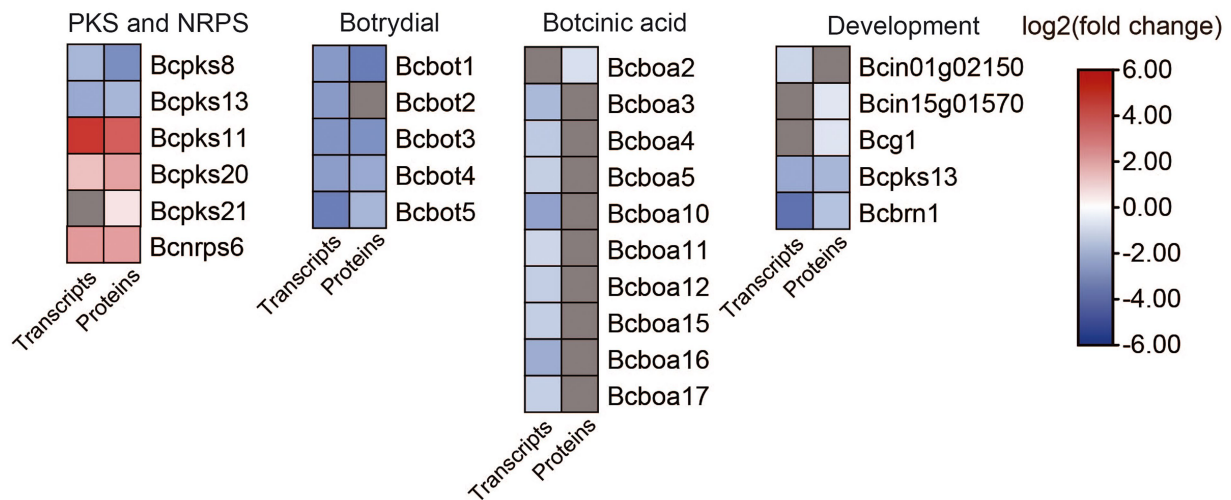 PKS and NRPS
Bcpks8
Bcpks13
Bcpks11
Bcpks20
Bcpks21
Bcnrps6
Transcripts
Proteins
Botrydial
Bcbot1
Bcbot2
Bcbot3
Bcbot4
Bcbot5
Transcripts
Proteins
Botcinic acid
Bcboa2
Bcboa3
Bcboa4
Bcboa5
Bcboa10
Bcboa11
Bcboa12
Bcboa15
Bcboa16
Bcboa17
Transcripts
Proteins
Development
Bcin01g02150
Bcin15g01570
Bcg1
Bcpks13
Bcbrn1
Transcripts
Proteins
log2(fold change)
6.00
4.00
2.00
0.00
-2.00
-4.00
-6.00